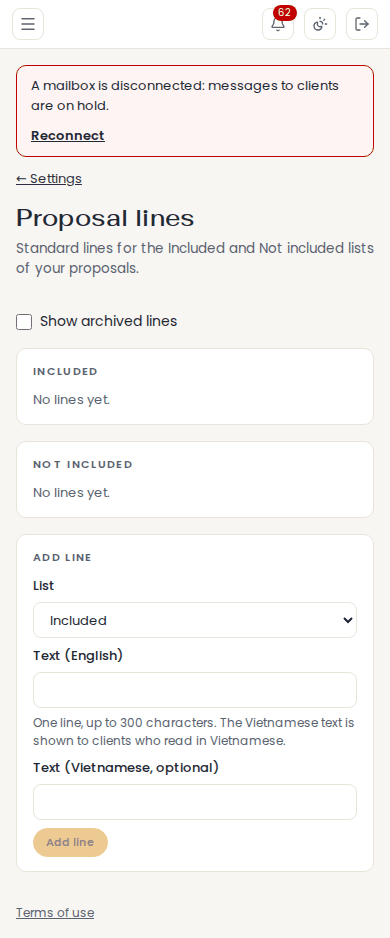 62
A mailbox is disconnected: messages to clients
are on hold.
Reconnect
← Settings
Proposal lines
Standard lines for the Included and Not included lists
of your proposals.
Show archived lines
INCLUDED
No lines yet.
NOT INCLUDED
No lines yet.
ADD LINE
List
Included
Text (English)
One line, up to 300 characters. The Vietnamese text is
shown to clients who read in Vietnamese.
Text (Vietnamese, optional)
Add line
Terms of use